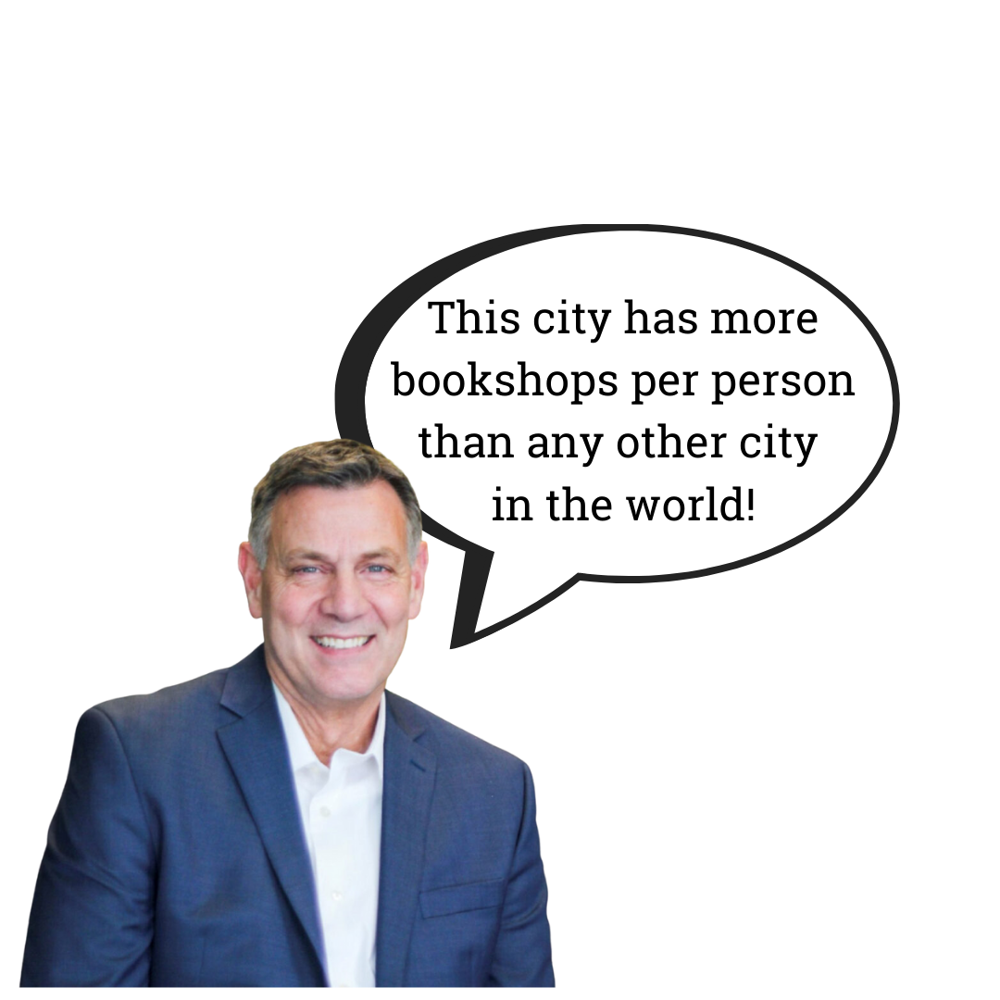 This city has more
bookshops per person
than any other city
in the world!